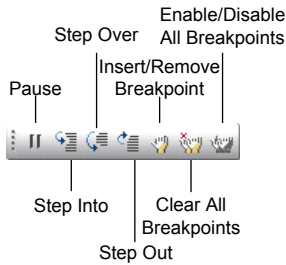 Enable/Disable
All Breakpoints
Step Over
Insert/Remove
Breakpoint
Pause
Step Into
Clear All
Breakpoints
Step Out